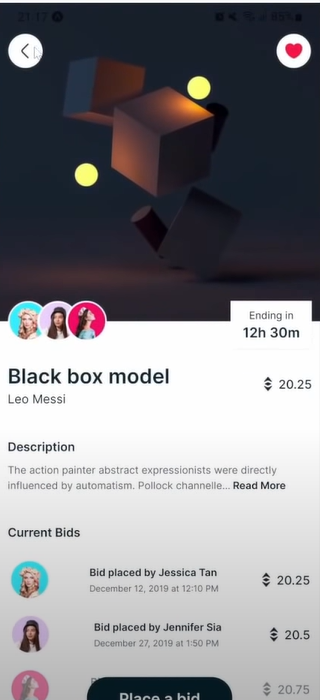 21:17
85%
Ending in
12h 30m
Black box model
20.25
Leo Messi
Description
The action painter abstract expressionists were directly
influenced by automatism. Pollock channelle... Read More
Current Bids
Bid placed by Jessica Tan
December 12, 2019 at 12:10 PM
20.25
Bid placed by Jennifer Sia
December 27, 2019 at 1:50 PM
20.5
20.75
Place a bid